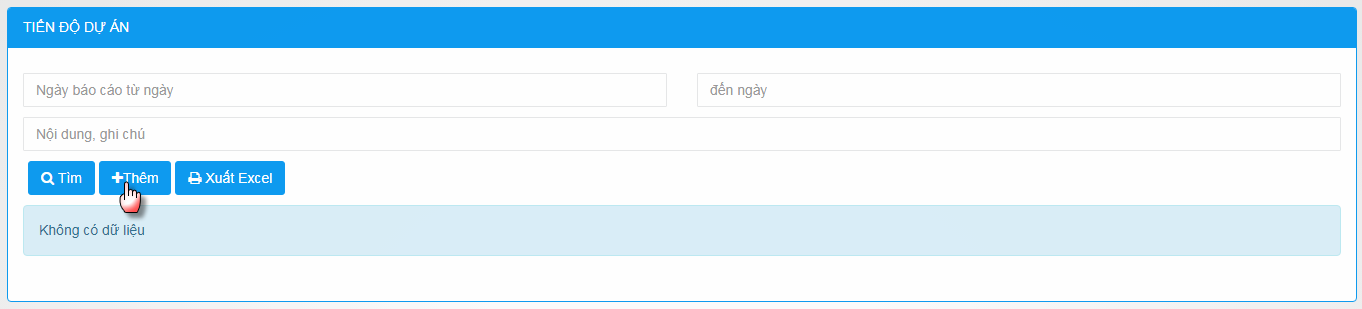 TIẾN ĐỘ DỰ ÁN
Ngày báo cáo từ ngày đến ngày
Nội dung, ghi chú
Tìm Thêm Xuất Excel
Không có dữ liệu